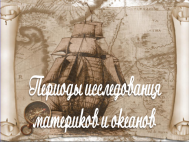 Периоды исследования
материков и океанов